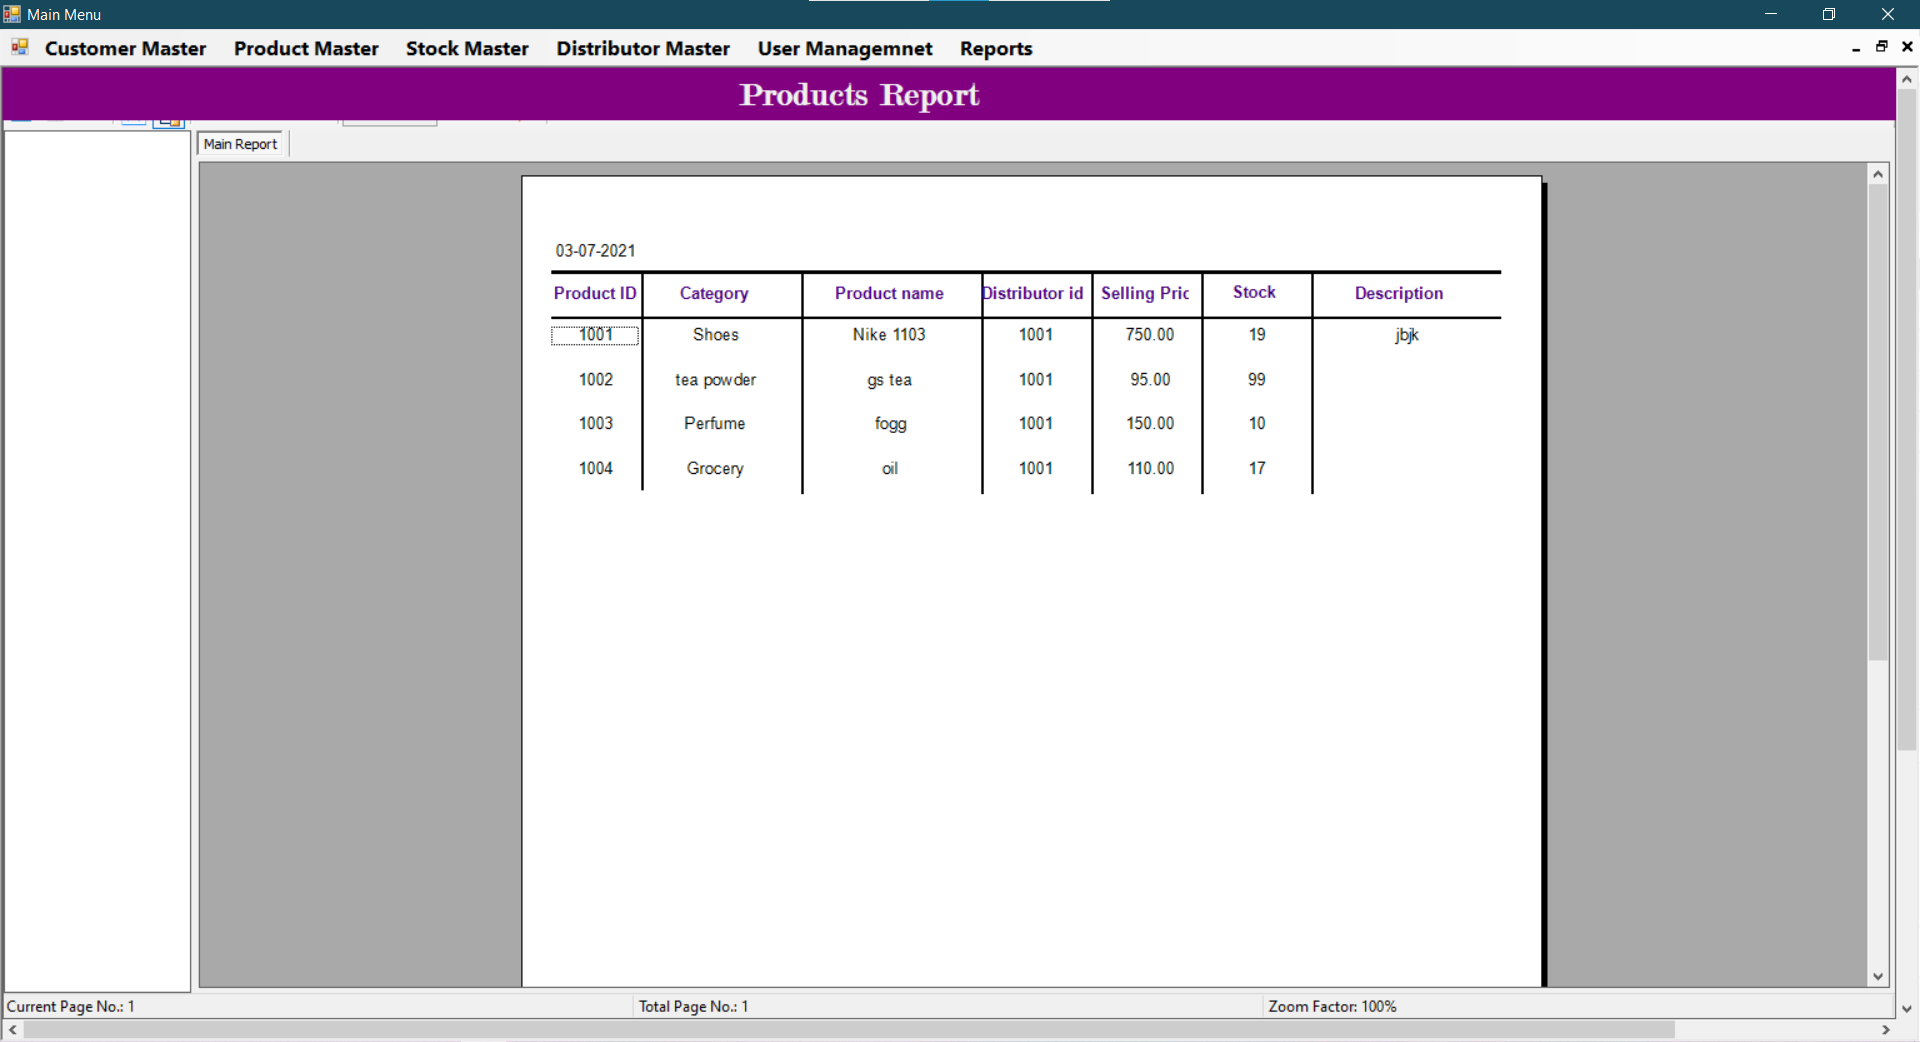 Main Menu
Customer Master Product Master Stock Master Distributor Master User Managemnet Reports
Products Report
Main Report
03-07-2021
Product ID Category Product name Distributor id Selling Pric Stock Description
1001 Shoes Nike 1103 1001 750.00 19 jbjk
1002 tea powder gs tea 1001 95.00 99
1003 Perfume fogg 1001 150.00 10
1004 Grocery oil 1001 110.00 17
Current Page No.: 1 Total Page No.: 1 Zoom Factor: 100%